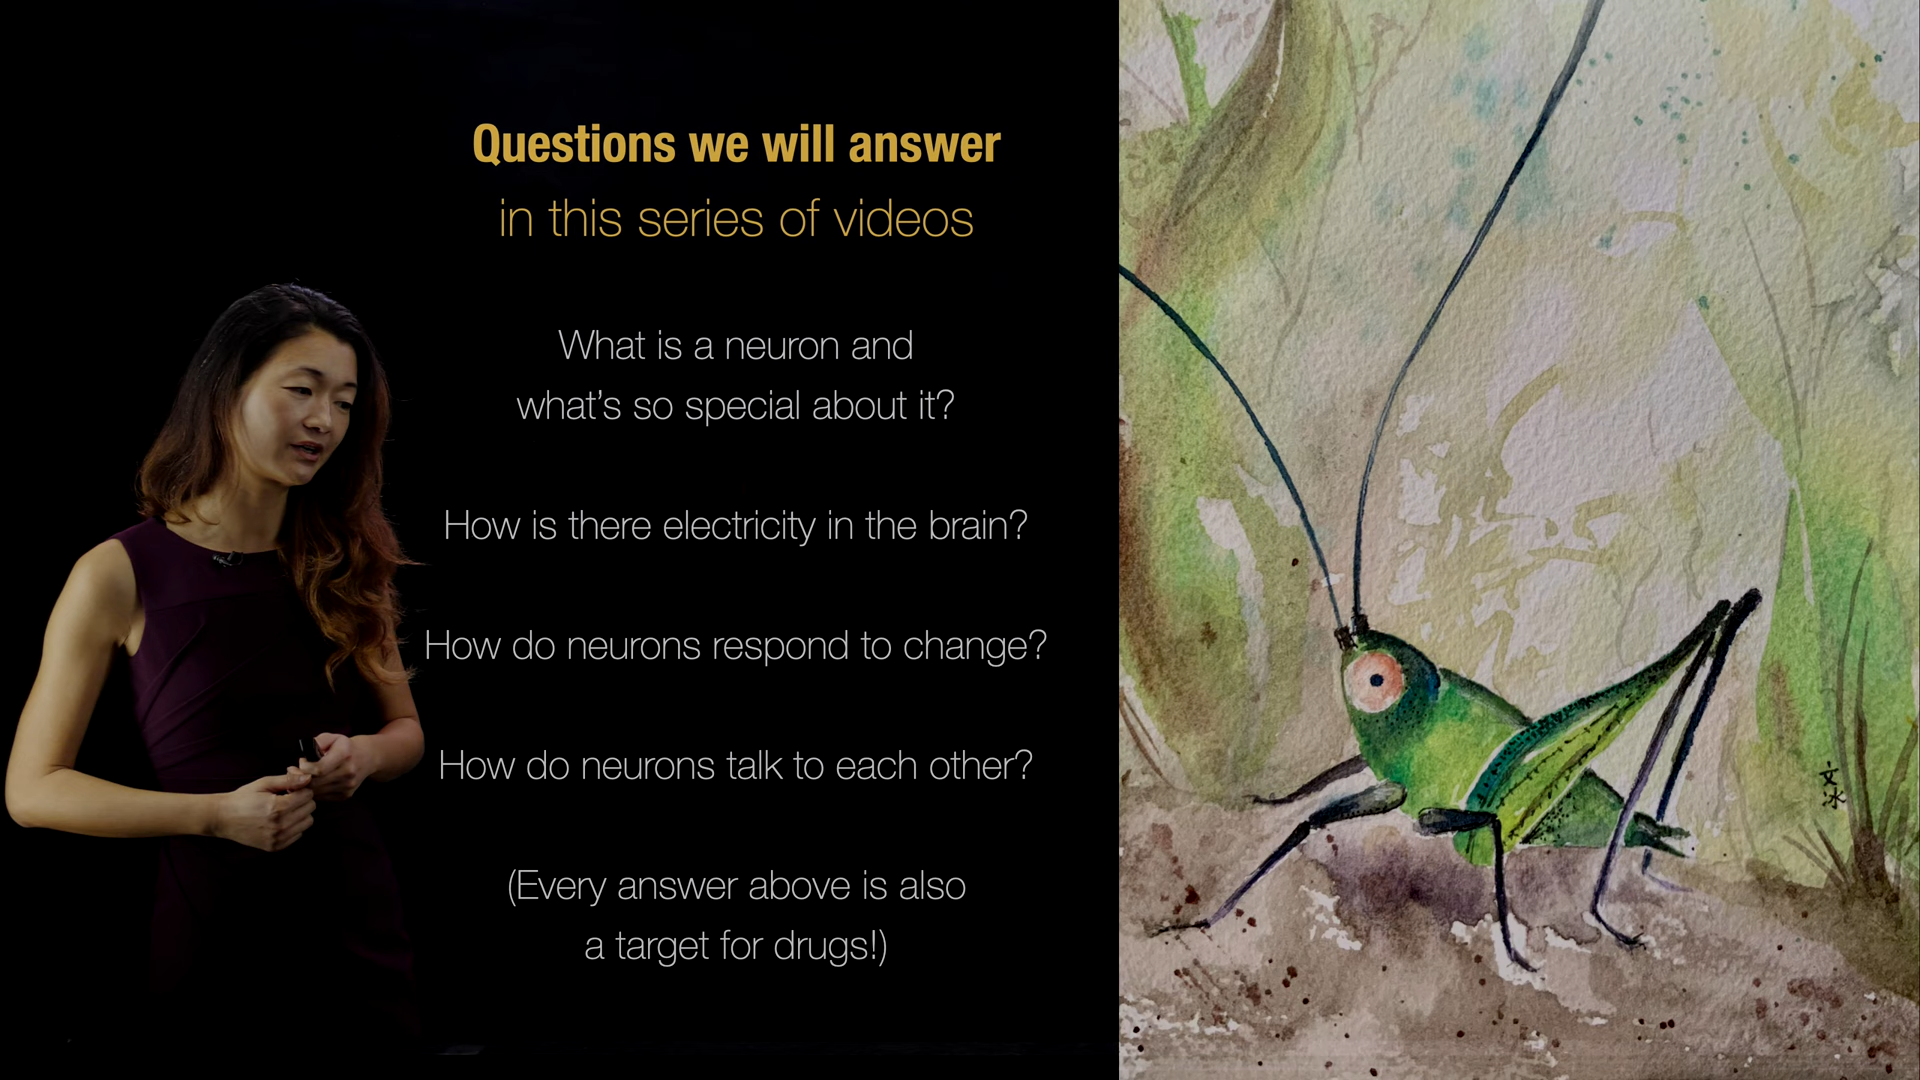 Questions we will answer
in this series of videos
What is a neuron and
what's so special about it?
How is there electricity in the brain?
How do neurons respond to change?
How do neurons talk to each other?
(Every answer above is also
a target for drugs!)
文
冰